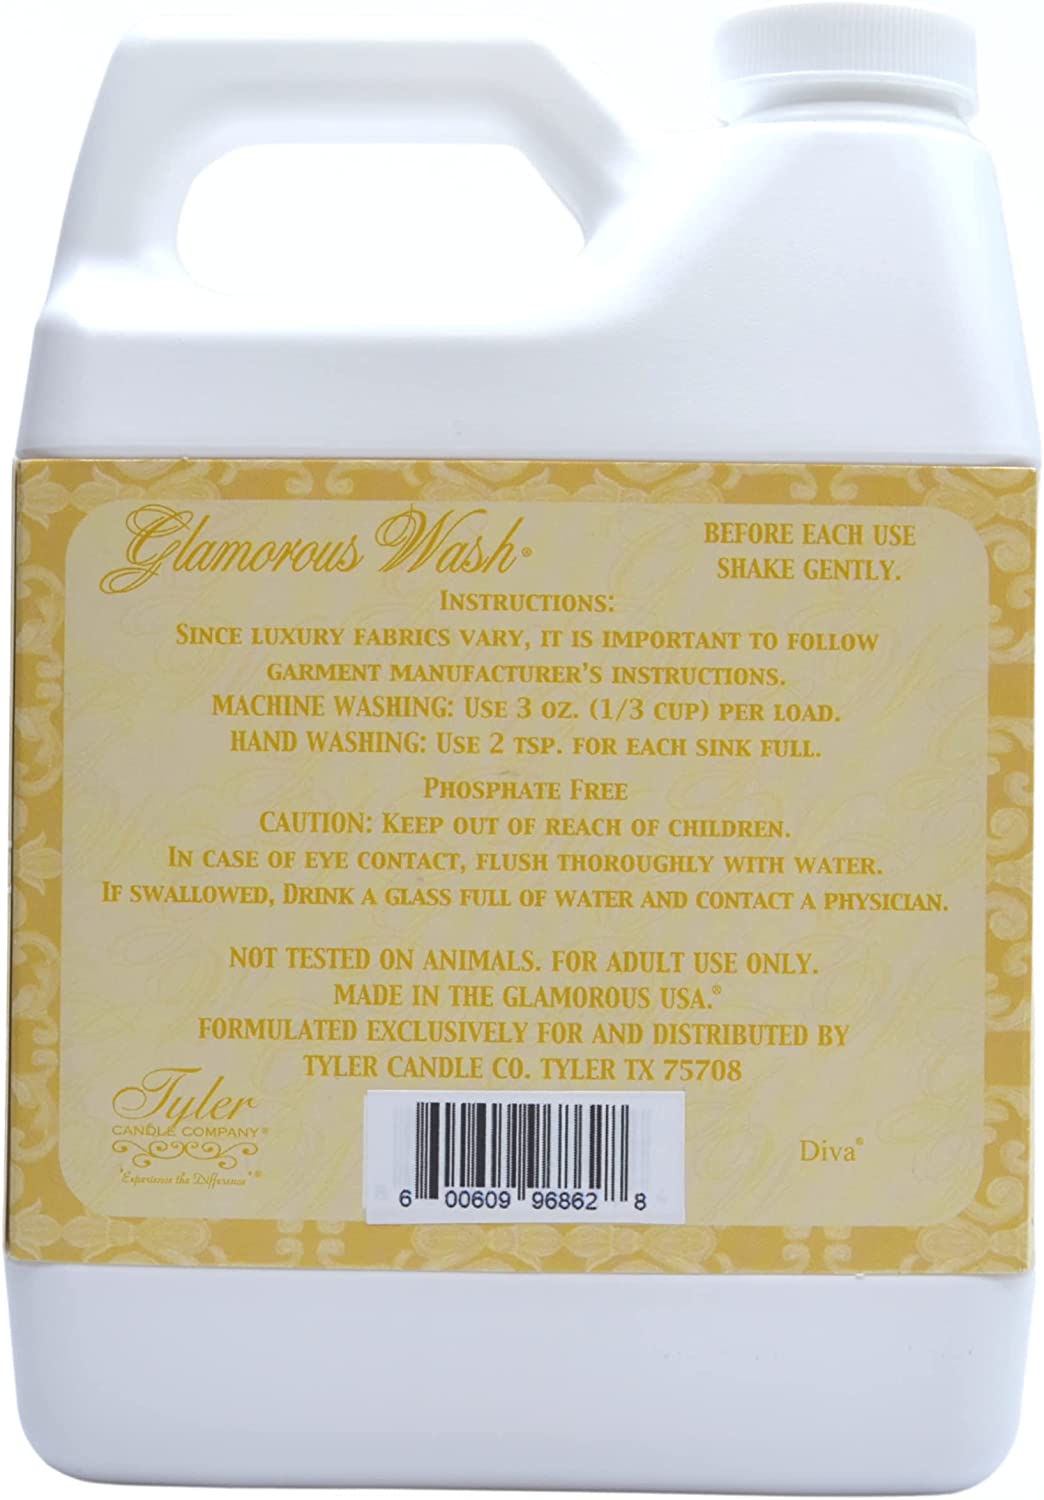 Glamorous Wash®
BEFORE EACH USE
SHAKE GENTLY.
INSTRUCTIONS:
SINCE LUXURY FABRICS VARY, IT IS IMPORTANT TO FOLLOW
GARMENT MANUFACTURER'S INSTRUCTIONS.
MACHINE WASHING: USE 3 OZ. (1/3 CUP) PER LOAD.
HAND WASHING: USE 2 TSP. FOR EACH SINK FULL.
PHOSPHATE FREE
CAUTION: KEEP OUT OF REACH OF CHILDREN.
IN CASE OF EYE CONTACT, FLUSH THOROUGHLY WITH WATER.
IF SWALLOWED, DRINK A GLASS FULL OF WATER AND CONTACT A PHYSICIAN.
NOT TESTED ON ANIMALS. FOR ADULT USE ONLY.
MADE IN THE GLAMOROUS USA.®
FORMULATED EXCLUSIVELY FOR AND DISTRIBUTED BY
TYLER CANDLE CO. TYLER TX 75708
Tyler
CANDLE COMPANY®
"Experience the Difference"®
6 00609 96862 8
Diva®